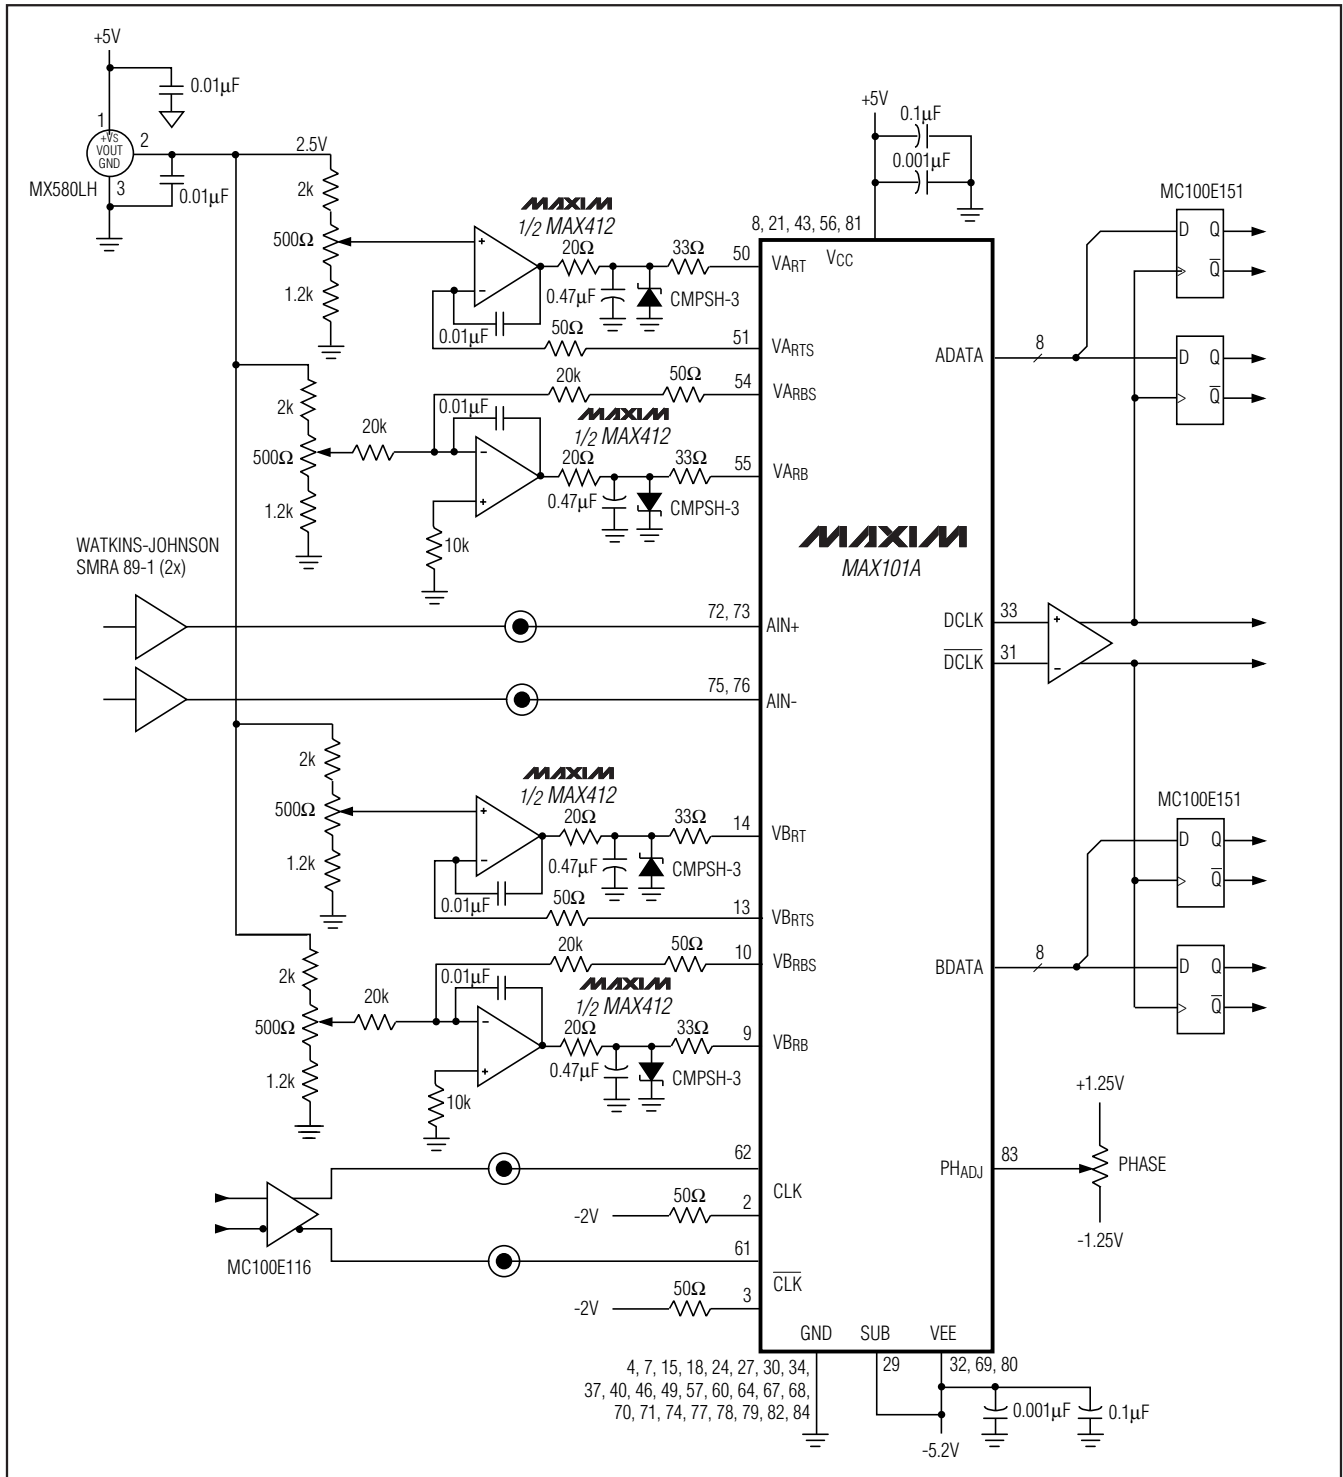 +5V
0.01μF
1
+VS
VOUT
GND
2
3
MX580LH
0.01μF
2.5V
2k
500Ω
1.2k
MAXIM
1/2 MAX412
+
-
20Ω
33Ω
50
0.47μF
CMPSH-3
0.01μF
50Ω
51
2k
500Ω
1.2k
20k
20k
50Ω
54
0.01μF
MAXIM
1/2 MAX412
-
+
20Ω
33Ω
55
0.47μF
CMPSH-3
10k
WATKINS-JOHNSON
SMRA 89-1 (2x)
72, 73
75, 76
2k
500Ω
1.2k
MAXIM
1/2 MAX412
+
-
20Ω
33Ω
14
0.47μF
CMPSH-3
0.01μF
50Ω
13
2k
500Ω
1.2k
20k
20k
50Ω
10
0.01μF
MAXIM
1/2 MAX412
-
+
20Ω
33Ω
9
0.47μF
CMPSH-3
10k
62
50Ω
-2V
2
61
MC100E116
50Ω
-2V
3
+5V
0.1μF
0.001μF
8, 21, 43, 56, 81
VCC
VART
VARTS
VARBS
VARB
MAXIM
MAX101A
AIN+
AIN-
VBRT
VBRTS
VBRBS
VBRB
CLK
C̅L̅K̅
ADATA
DCLK
D̅C̅L̅K̅
BDATA
PHADJ
GND SUB VEE
4, 7, 15, 18, 24, 27, 30, 34,
37, 40, 46, 49, 57, 60, 64, 67, 68,
70, 71, 74, 77, 78, 79, 82, 84
29
32, 69, 80
0.001μF
0.1μF
-5.2V
MC100E151
D Q
Q̅
8
D Q
Q̅
33
31
+
-
MC100E151
D Q
Q̅
8
D Q
Q̅
+1.25V
83
PHASE
-1.25V